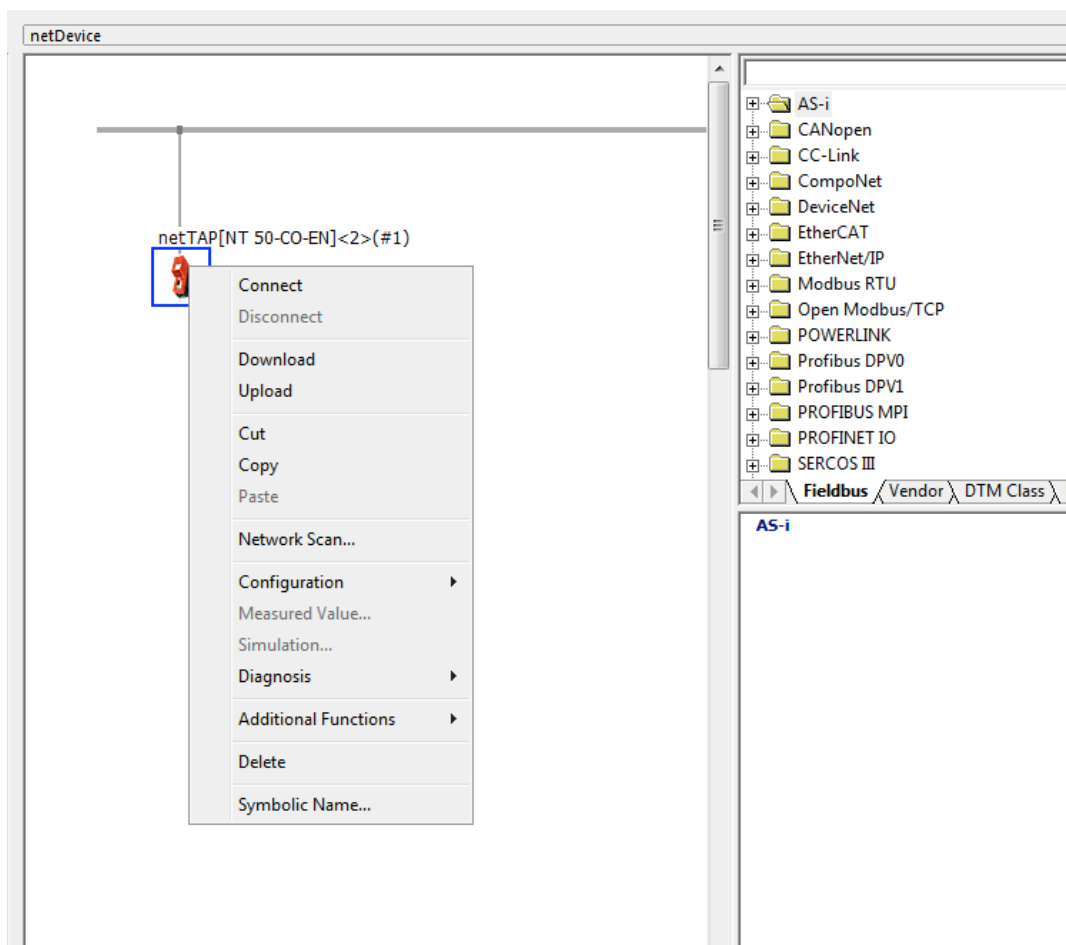 netDevice
netTAP[NT 50-CO-EN]<2>(#1)
Connect
Disconnect
Download
Upload
Cut
Copy
Paste
Network Scan...
Configuration
Measured Value...
Simulation...
Diagnosis
Additional Functions
Delete
Symbolic Name...
AS-i
CANopen
CC-Link
CompoNet
DeviceNet
EtherCAT
EtherNet/IP
Modbus RTU
Open Modbus/TCP
POWERLINK
Profibus DPV0
Profibus DPV1
PROFIBUS MPI
PROFINET IO
SERCOS III
Fieldbus Vendor DTM Class
AS-i